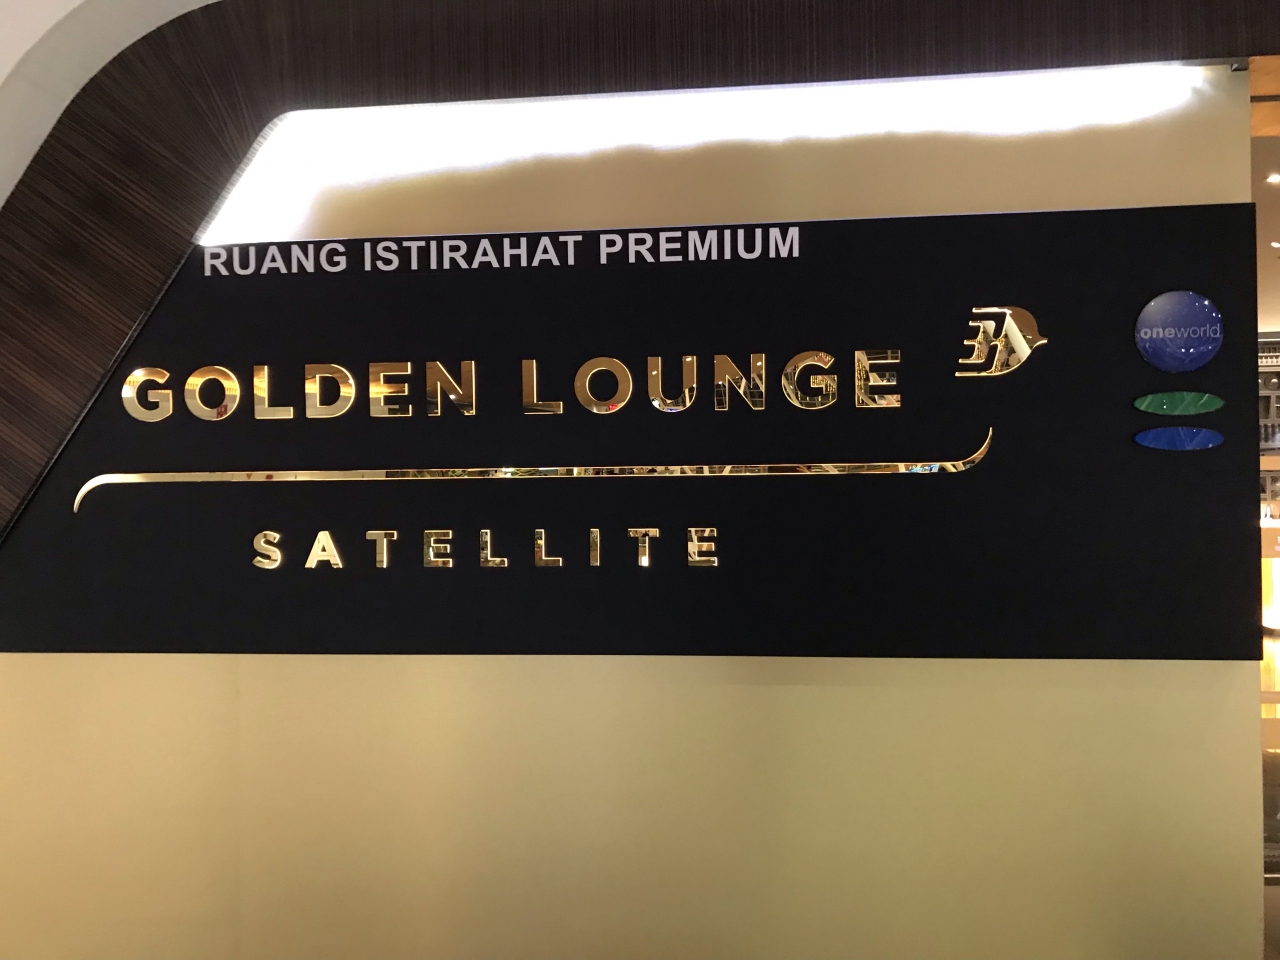 RUANG ISTIRAHAT PREMIUM
GOLDEN LOUNGE
oneworld
SATELLITE